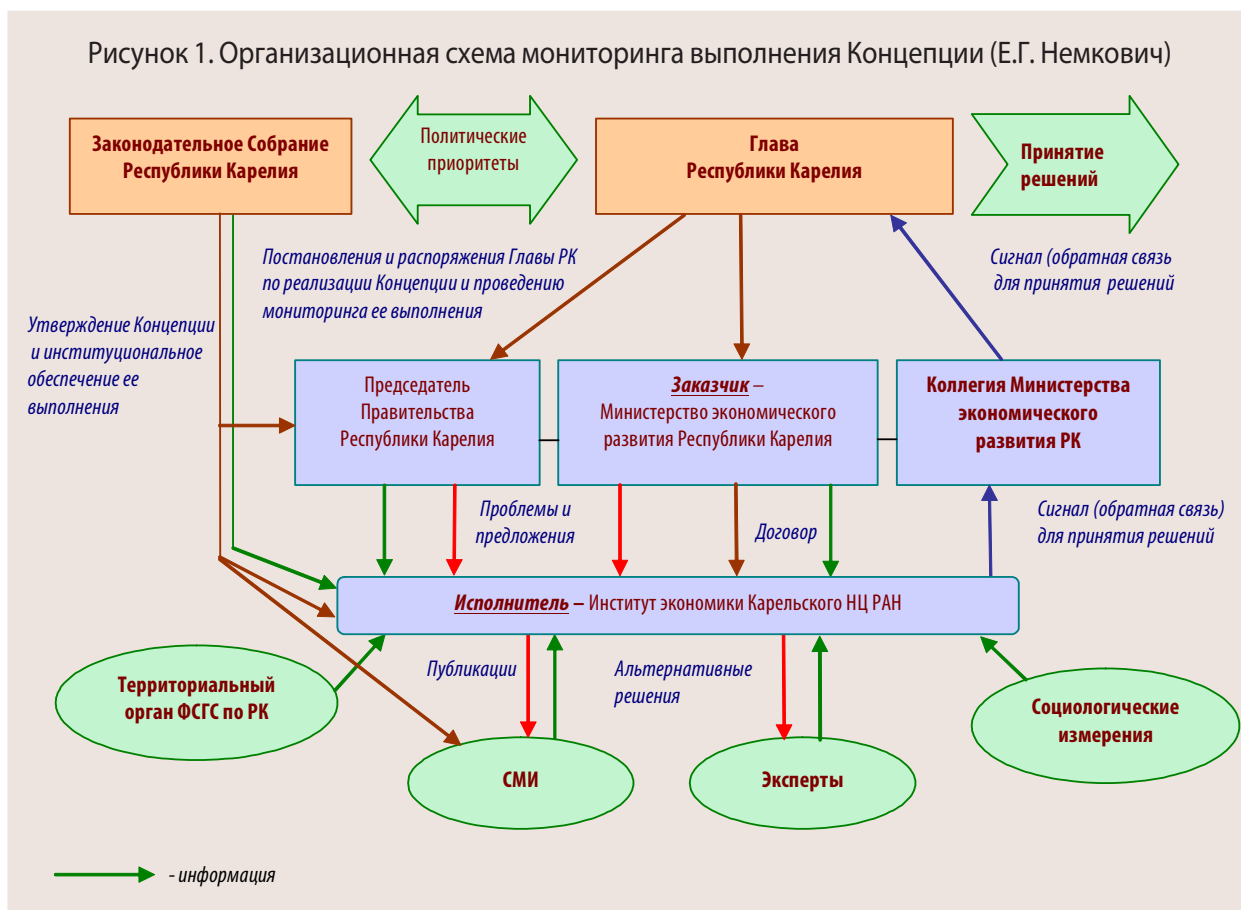 Рисунок 1. Организационная схема мониторинга выполнения Концепции (Е.Г. Немкович)
Законодательное Собрание
Республики Карелия
Политические
приоритеты
Глава
Республики Карелия
Принятие
решений
Постановления и распоряжения Главы РК
по реализации Концепции и проведению
мониторинга ее выполнения
Сигнал (обратная связь
для принятия решений
Утверждение Концепции
и институциональное
обеспечение ее
выполнения
Председатель
Правительства
Республики Карелия
Заказчик –
Министерство экономического
развития Республики Карелия
Коллегия Министерства
экономического
развития РК
Проблемы и
предложения
Договор
Сигнал (обратная связь)
для принятия решений
Исполнитель – Институт экономики Карельского НЦ РАН
Территориальный
орган ФСГС по РК
Публикации
Альтернативные
решения
Социологические
измерения
СМИ
Эксперты
- информация